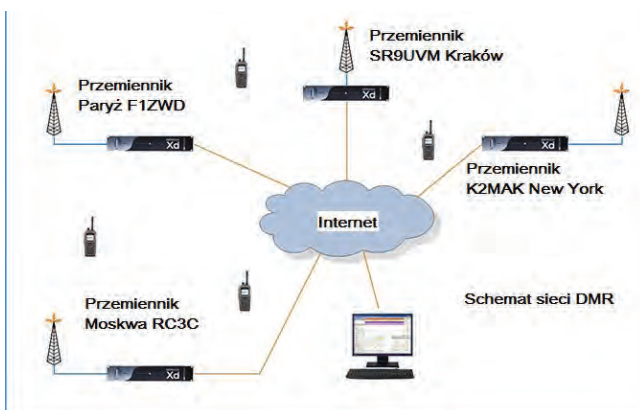 Przemiennik
SR9UVM Kraków
Przemiennik
Paryż F1ZWD
Xd
Xd
Xd
Przemiennik
K2MAK New York
Internet
Przemiennik
Moskwa RC3C
Schemat sieci DMR
Xd